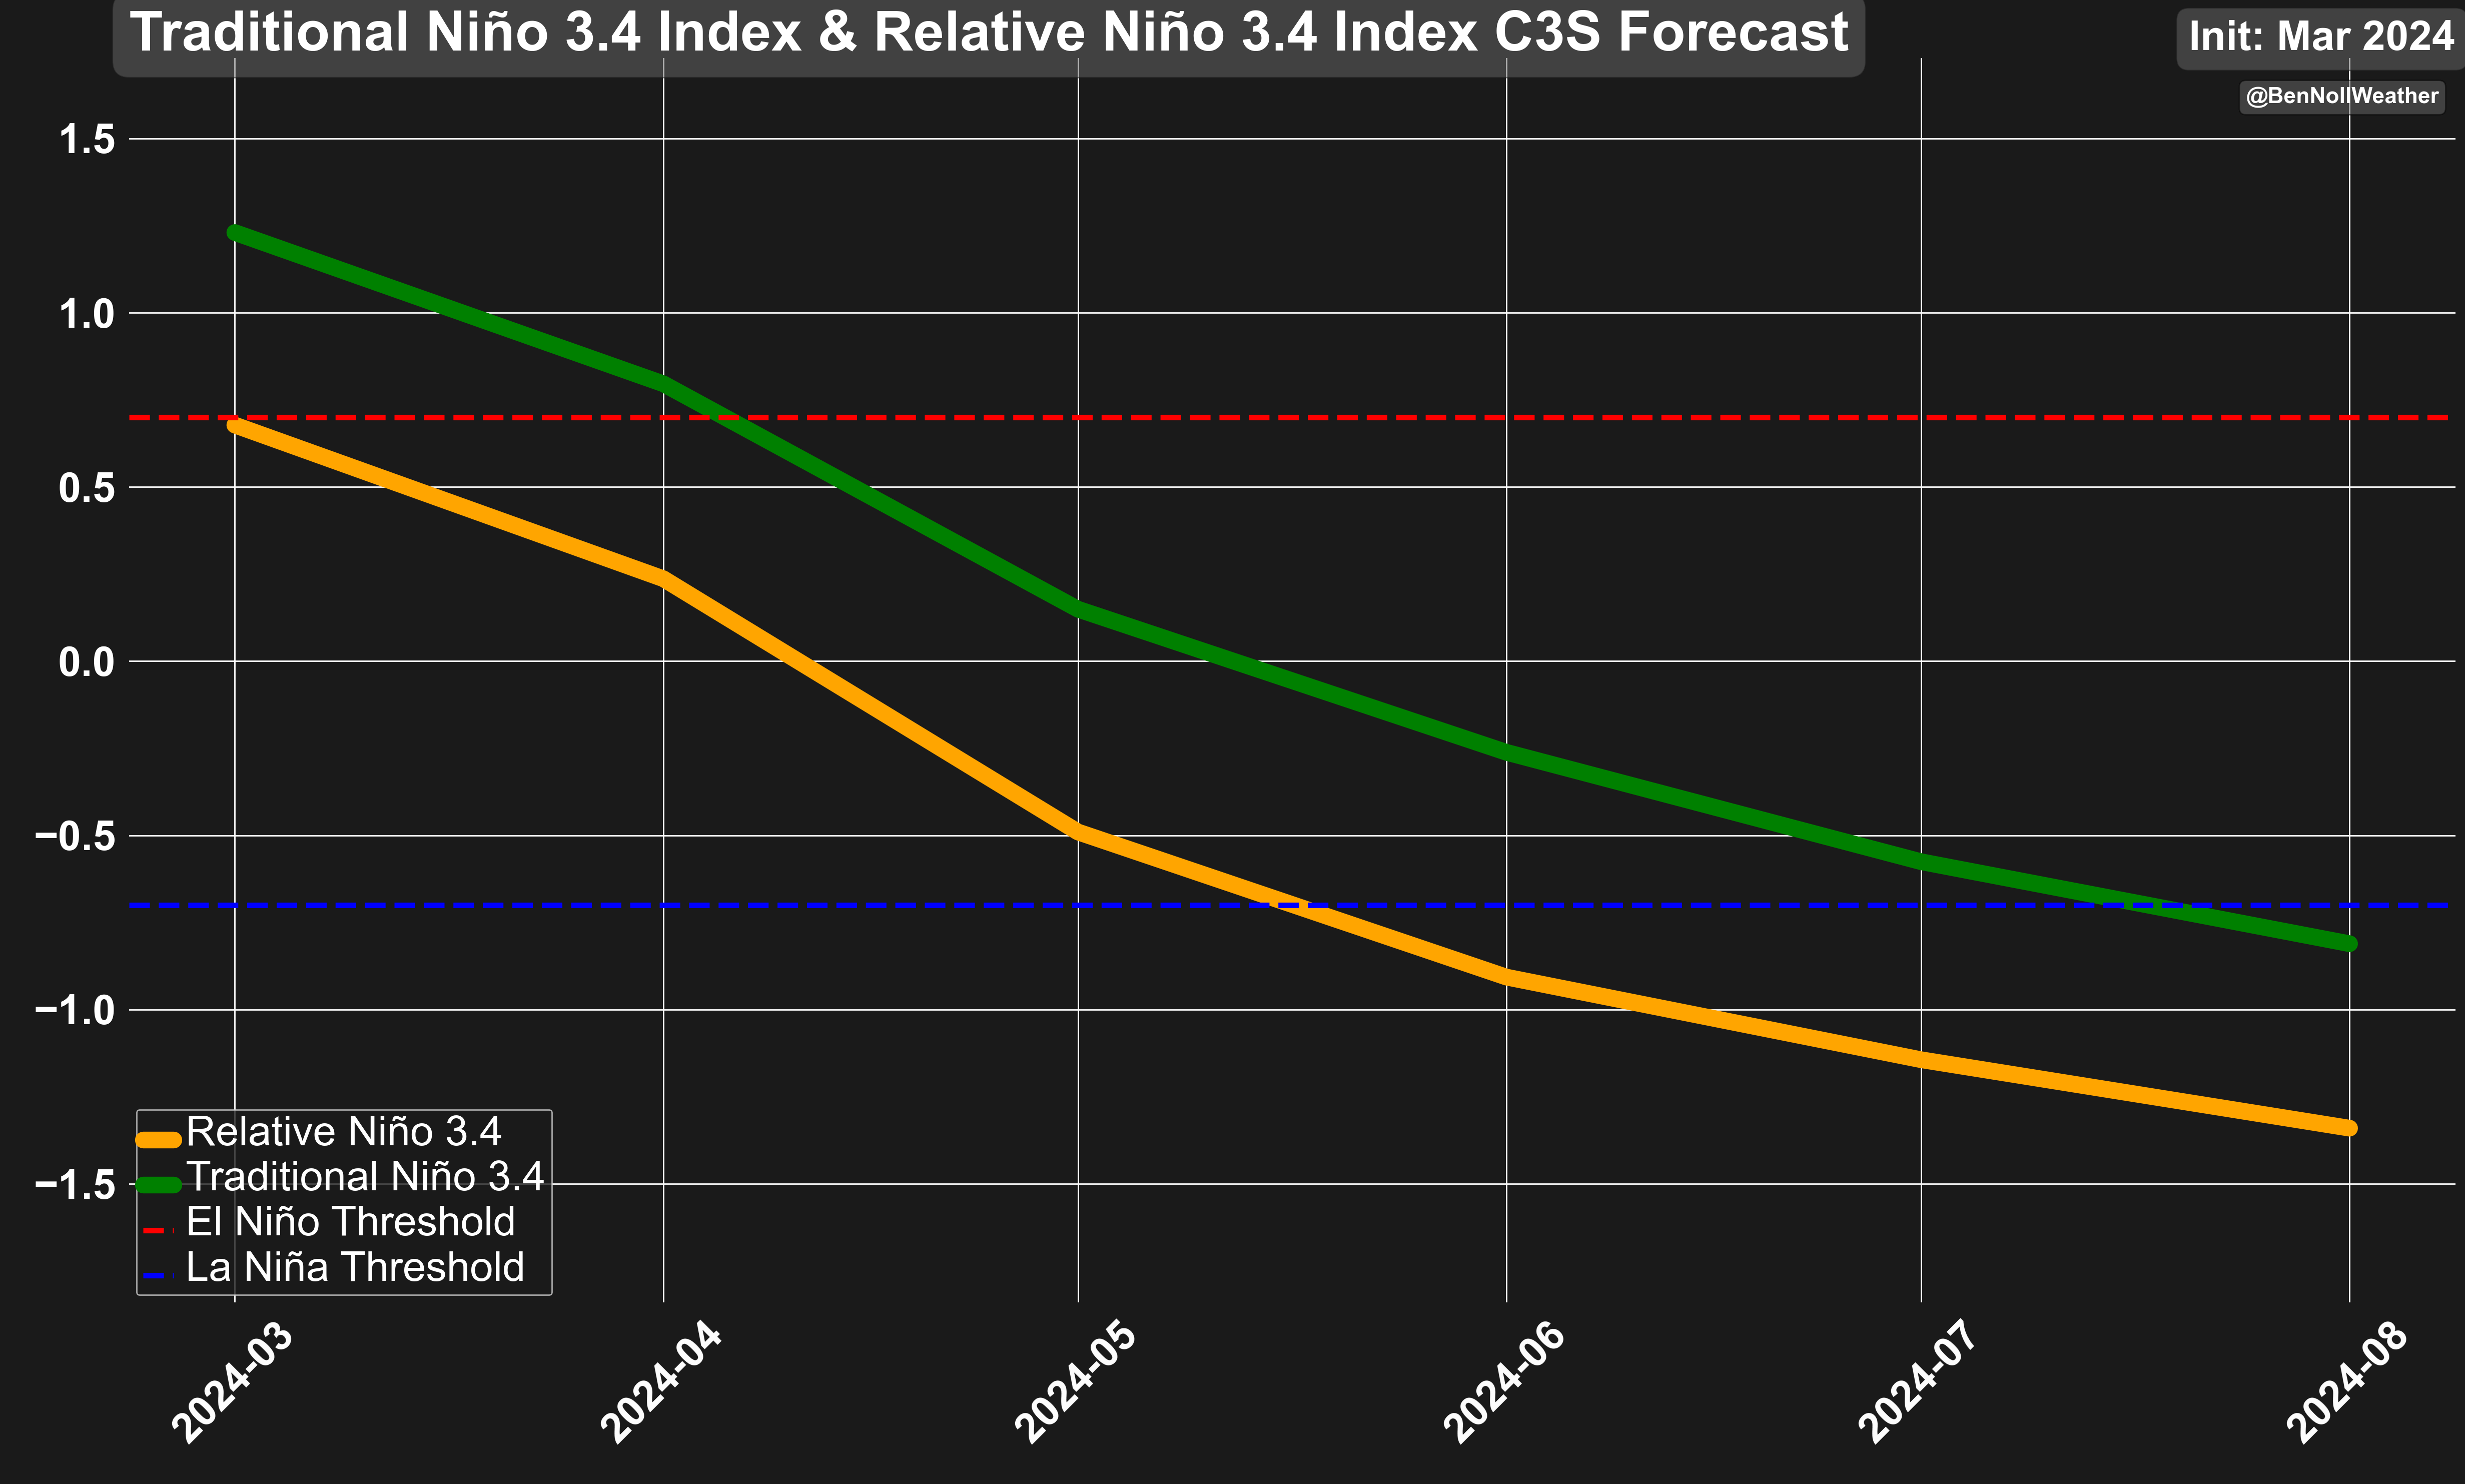 Traditional Niño 3.4 Index & Relative Niño 3.4 Index C3S Forecast
Init: Mar 2024
@BenNollWeather
1.5
1.0
0.5
0.0
−0.5
−1.0
−1.5
Relative Niño 3.4
Traditional Niño 3.4
El Niño Threshold
La Niña Threshold
2024-03
2024-04
2024-05
2024-06
2024-07
2024-08